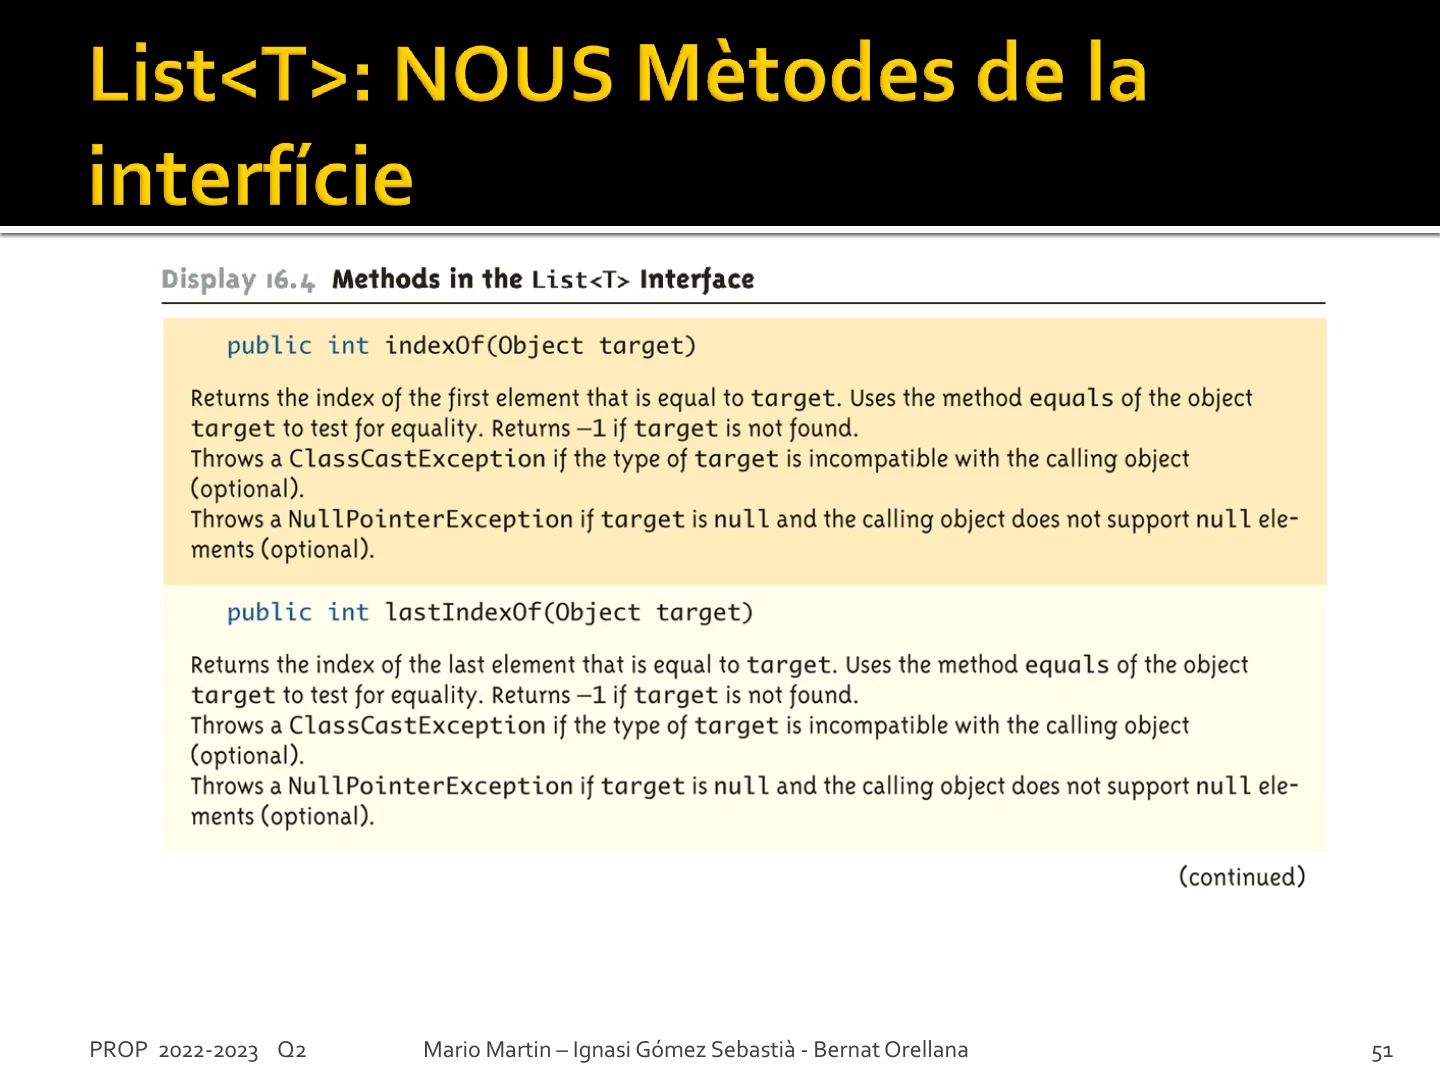 List<T>: NOUS Mètodes de la
interfície
Display 16.4 Methods in the List<T> Interface
public int indexOf(Object target)
Returns the index of the first element that is equal to target. Uses the method equals of the object
target to test for equality. Returns –1 if target is not found.
Throws a ClassCastException if the type of target is incompatible with the calling object
(optional).
Throws a NullPointerException if target is null and the calling object does not support null ele-
ments (optional).
public int lastIndexOf(Object target)
Returns the index of the last element that is equal to target. Uses the method equals of the object
target to test for equality. Returns –1 if target is not found.
Throws a ClassCastException if the type of target is incompatible with the calling object
(optional).
Throws a NullPointerException if target is null and the calling object does not support null ele-
ments (optional).
(continued)
PROP 2022-2023 Q2 Mario Martin – Ignasi Gómez Sebastià - Bernat Orellana 51